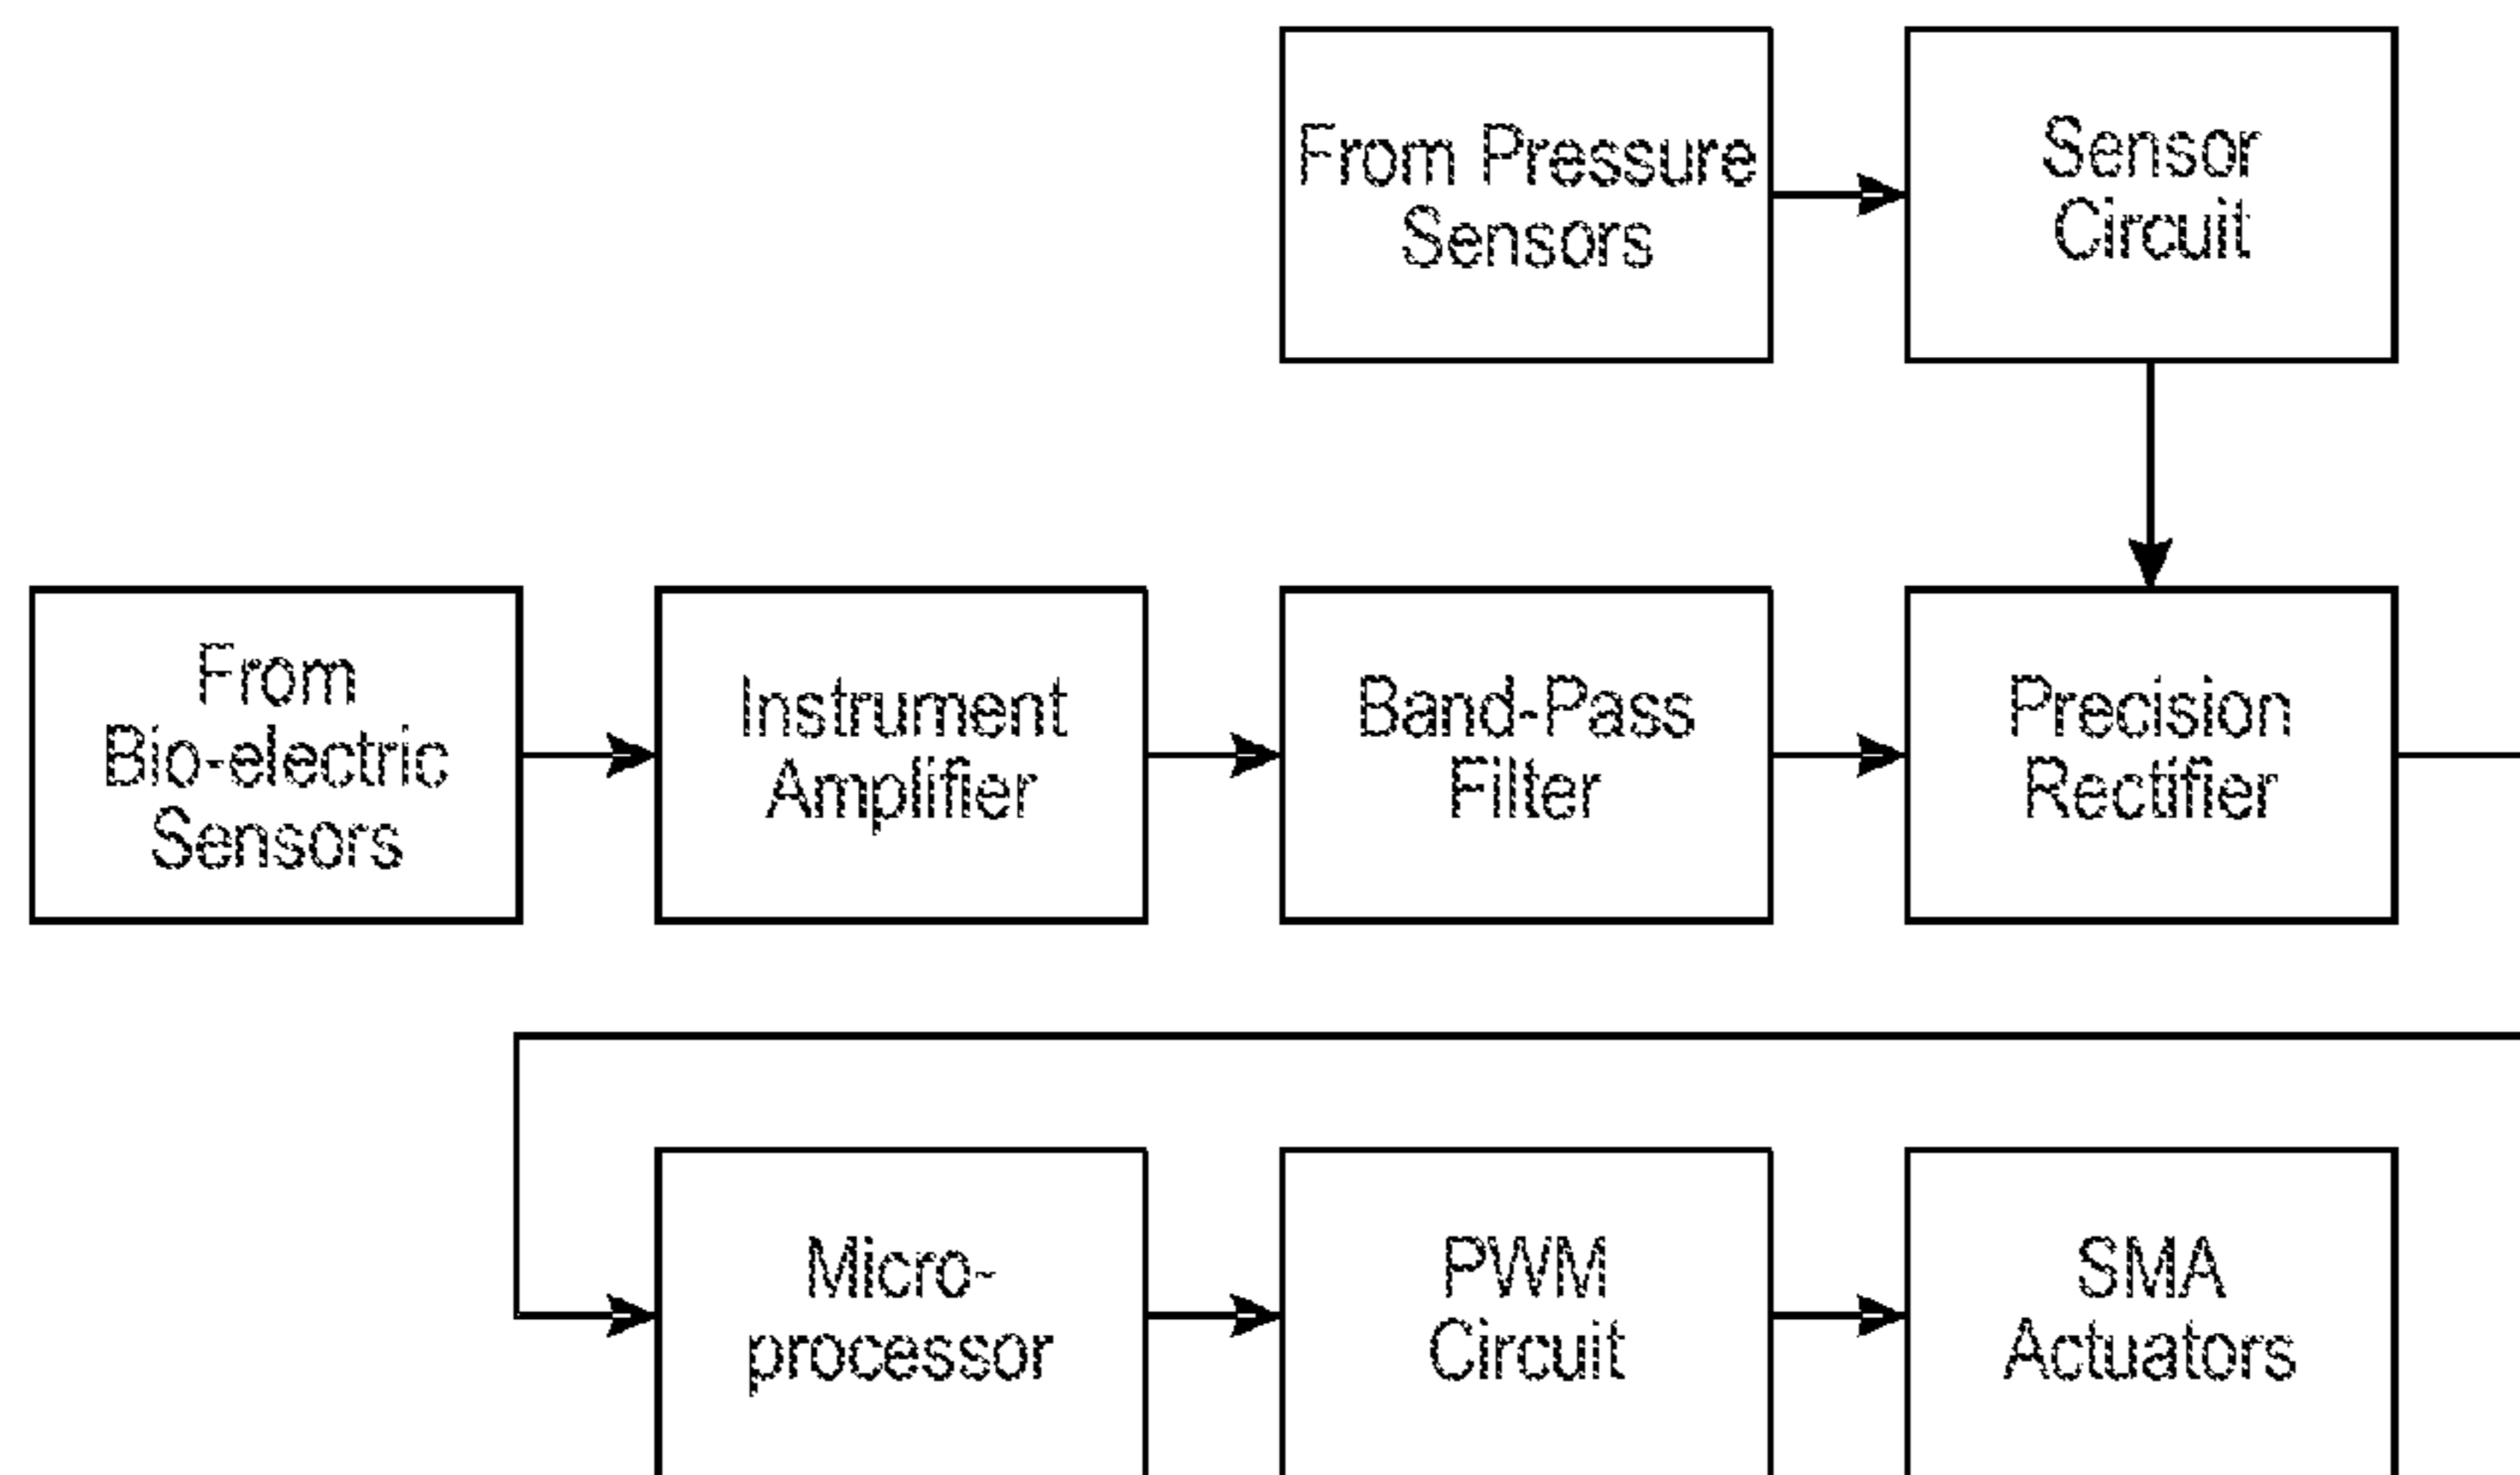 From Pressure
Sensors
Sensor
Circuit
From
Bio-electric
Sensors
Instrument
Amplifier
Band-Pass
Filter
Precision
Rectifier
Micro-
processor
PWM
Circuit
SMA
Actuators